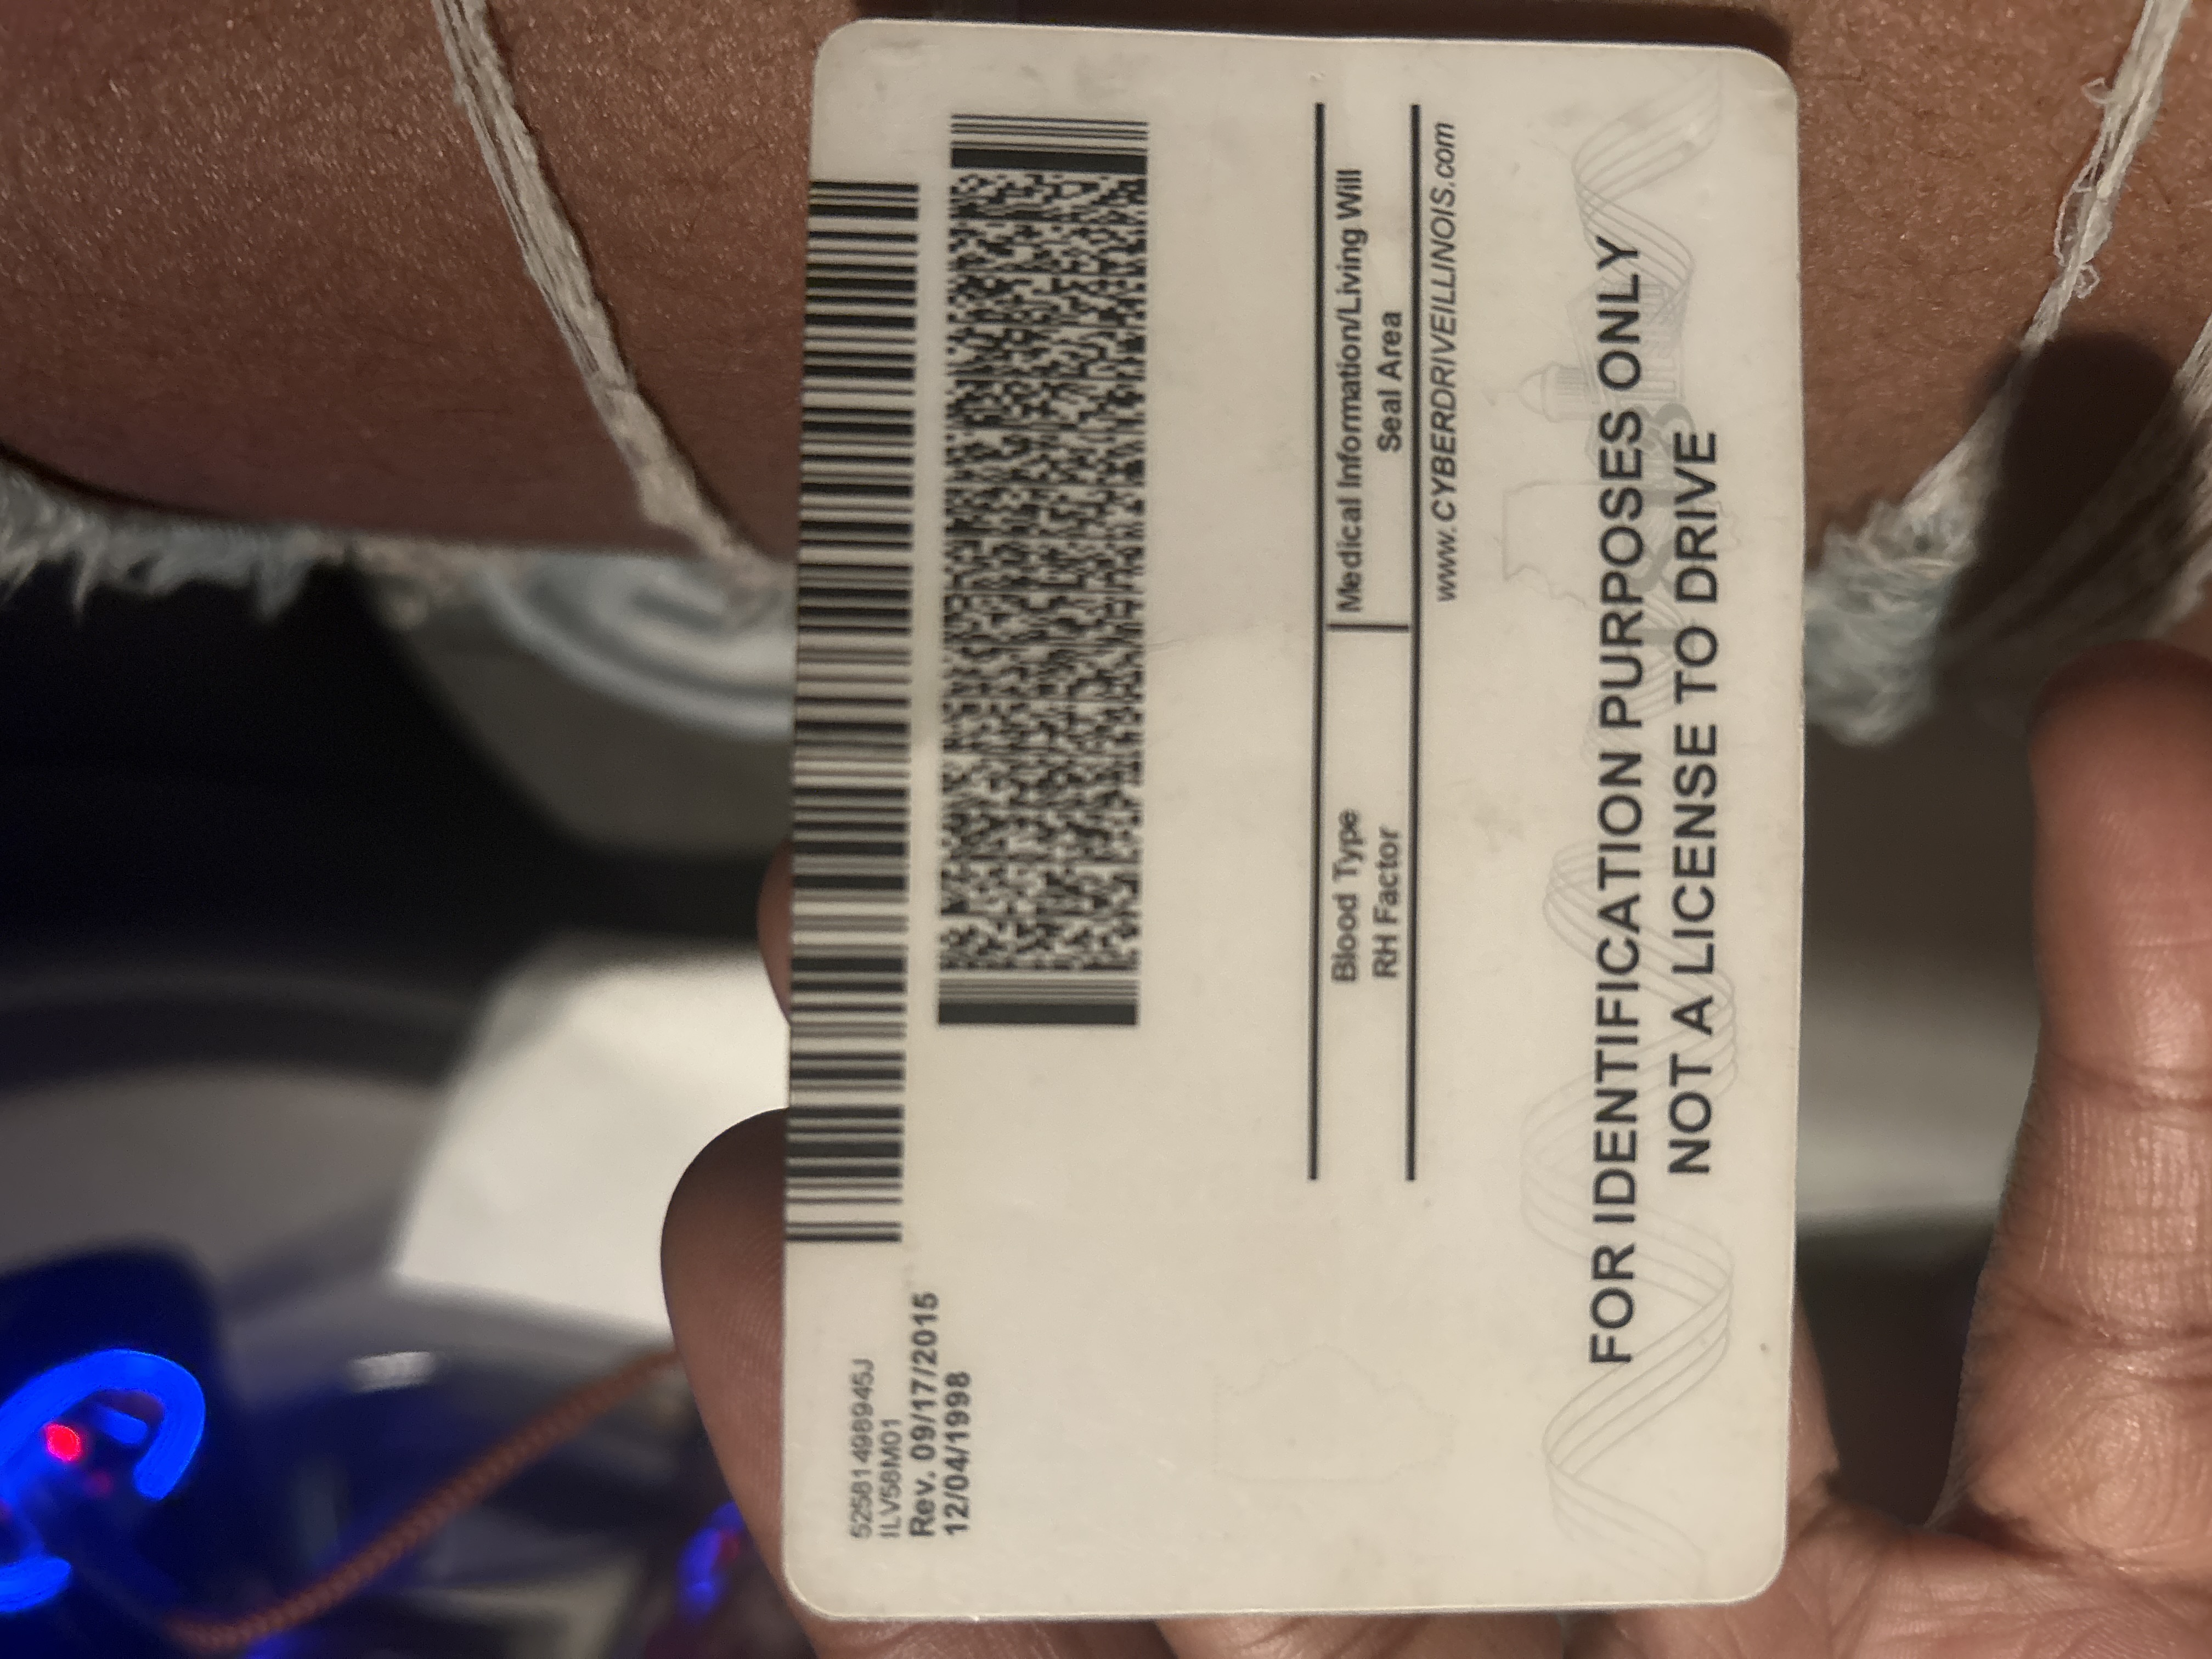 52581498945J
ILV58M01
Rev. 09/17/2015
12/04/1998
Blood Type
RH Factor
Medical Information/Living Will
Seal Area
www.CYBERDRIVEILLINOIS.com
FOR IDENTIFICATION PURPOSES ONLY
NOT A LICENSE TO DRIVE